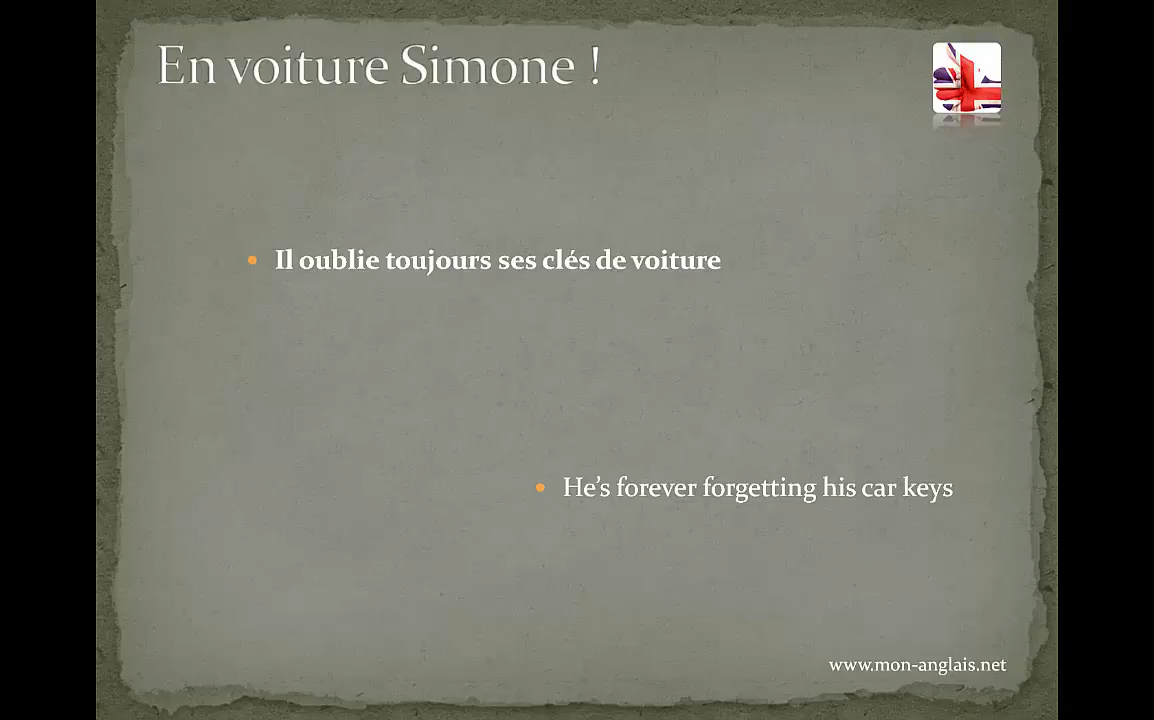 En voiture Simone !
Il oublie toujours ses clés de voiture
He’s forever forgetting his car keys
www.mon-anglais.net